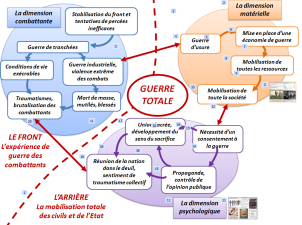 La dimension
combattante
Stabilisation du front et
tentatives de percées
inefficaces
Guerre de tranchées
Conditions de vie
exécrables
Guerre industrielle,
violence extrême
des combats
Traumatismes,
brutalisation des
combattants
Mort de masse,
mutilés, blessés
LE FRONT
L'expérience de
guerre des
combattants
GUERRE
TOTALE
La dimension
matérielle
Guerre
d'usure
Mise en place d'une
économie de guerre
Mobilisation de
toutes les ressources
Mobilisation de
toute la société
Union sacrée,
développement du
sens du sacrifice
Nécessité d'un
consentement à
la guerre
Réunion de la nation
dans le deuil,
sentiment de
traumatisme collectif
Propagande,
contrôle de
l'opinion publique
La dimension
psychologique
L'ARRIÈRE
La mobilisation totale
des civils et de l'Etat